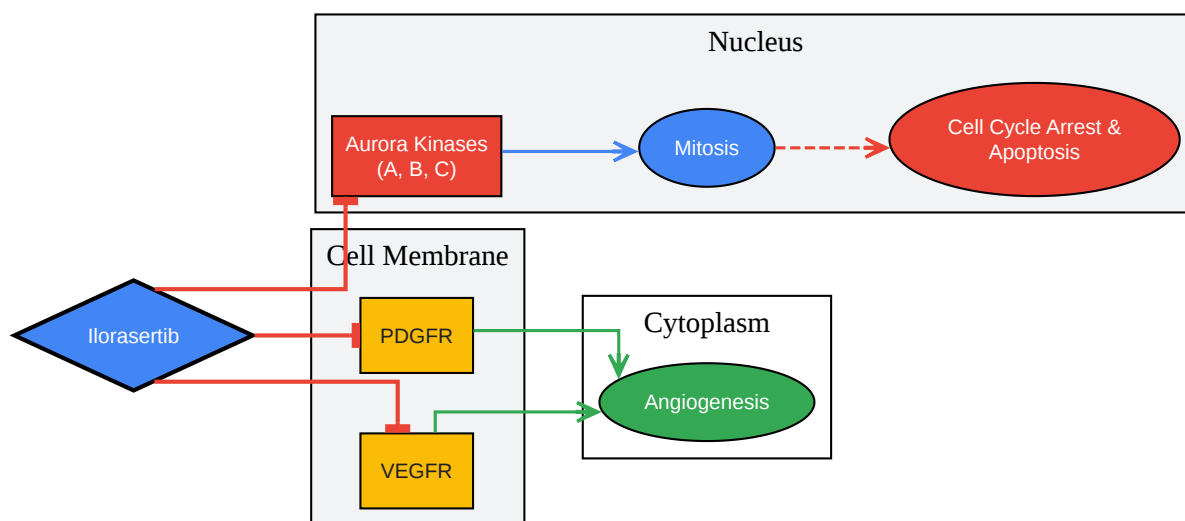 Nucleus
Aurora Kinases
(A, B, C)
Mitosis
Cell Cycle Arrest &
Apoptosis
Cell Membrane
Ilorasertib
PDGFR
Cytoplasm
Angiogenesis
VEGFR